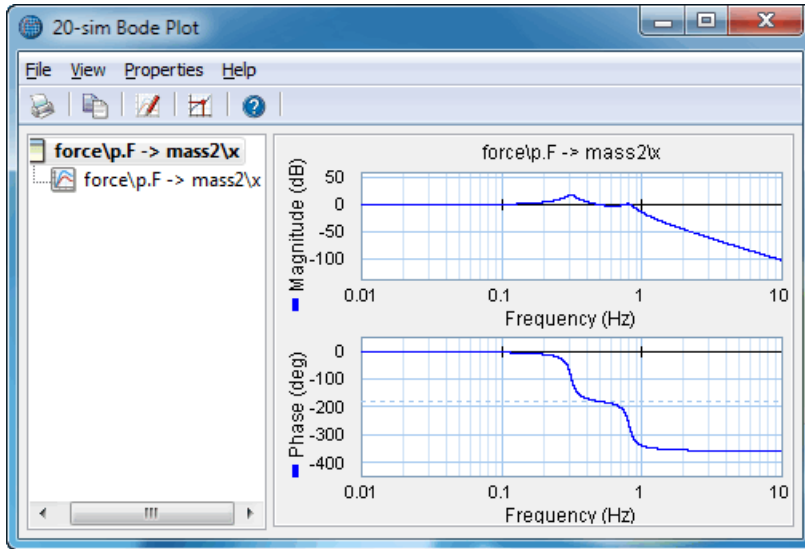 20-sim Bode Plot
File View Properties Help
force\p.F -> mass2\x
force\p.F -> mass2\x
force\p.F -> mass2\x
Magnitude (dB)
50
0
-50
-100
0.01 0.1 1 10
Frequency (Hz)
Phase (deg)
0
-100
-200
-300
-400
0.01 0.1 1 10
Frequency (Hz)